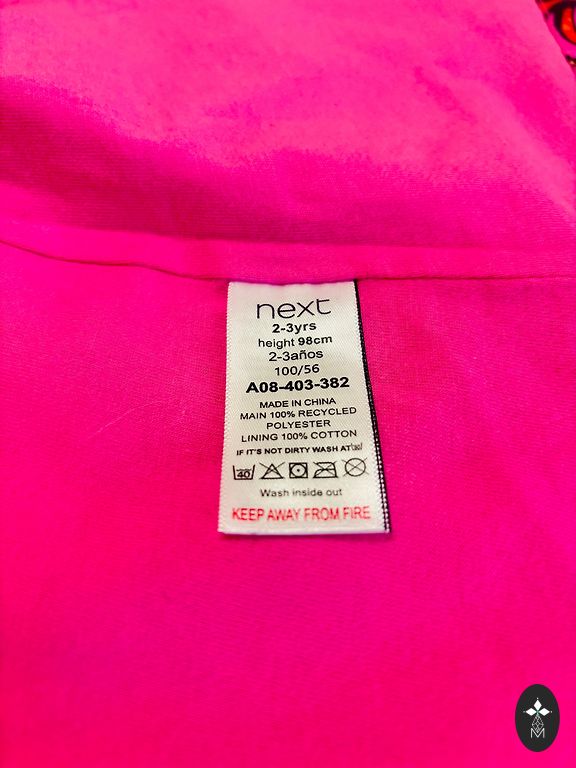 next
2-3yrs
height 98cm
2-3años
100/56
A08-403-382
MADE IN CHINA
MAIN 100% RECYCLED
POLYESTER
LINING 100% COTTON
IF IT'S NOT DIRTY WASH AT
40
Wash inside out
KEEP AWAY FROM FIRE
M